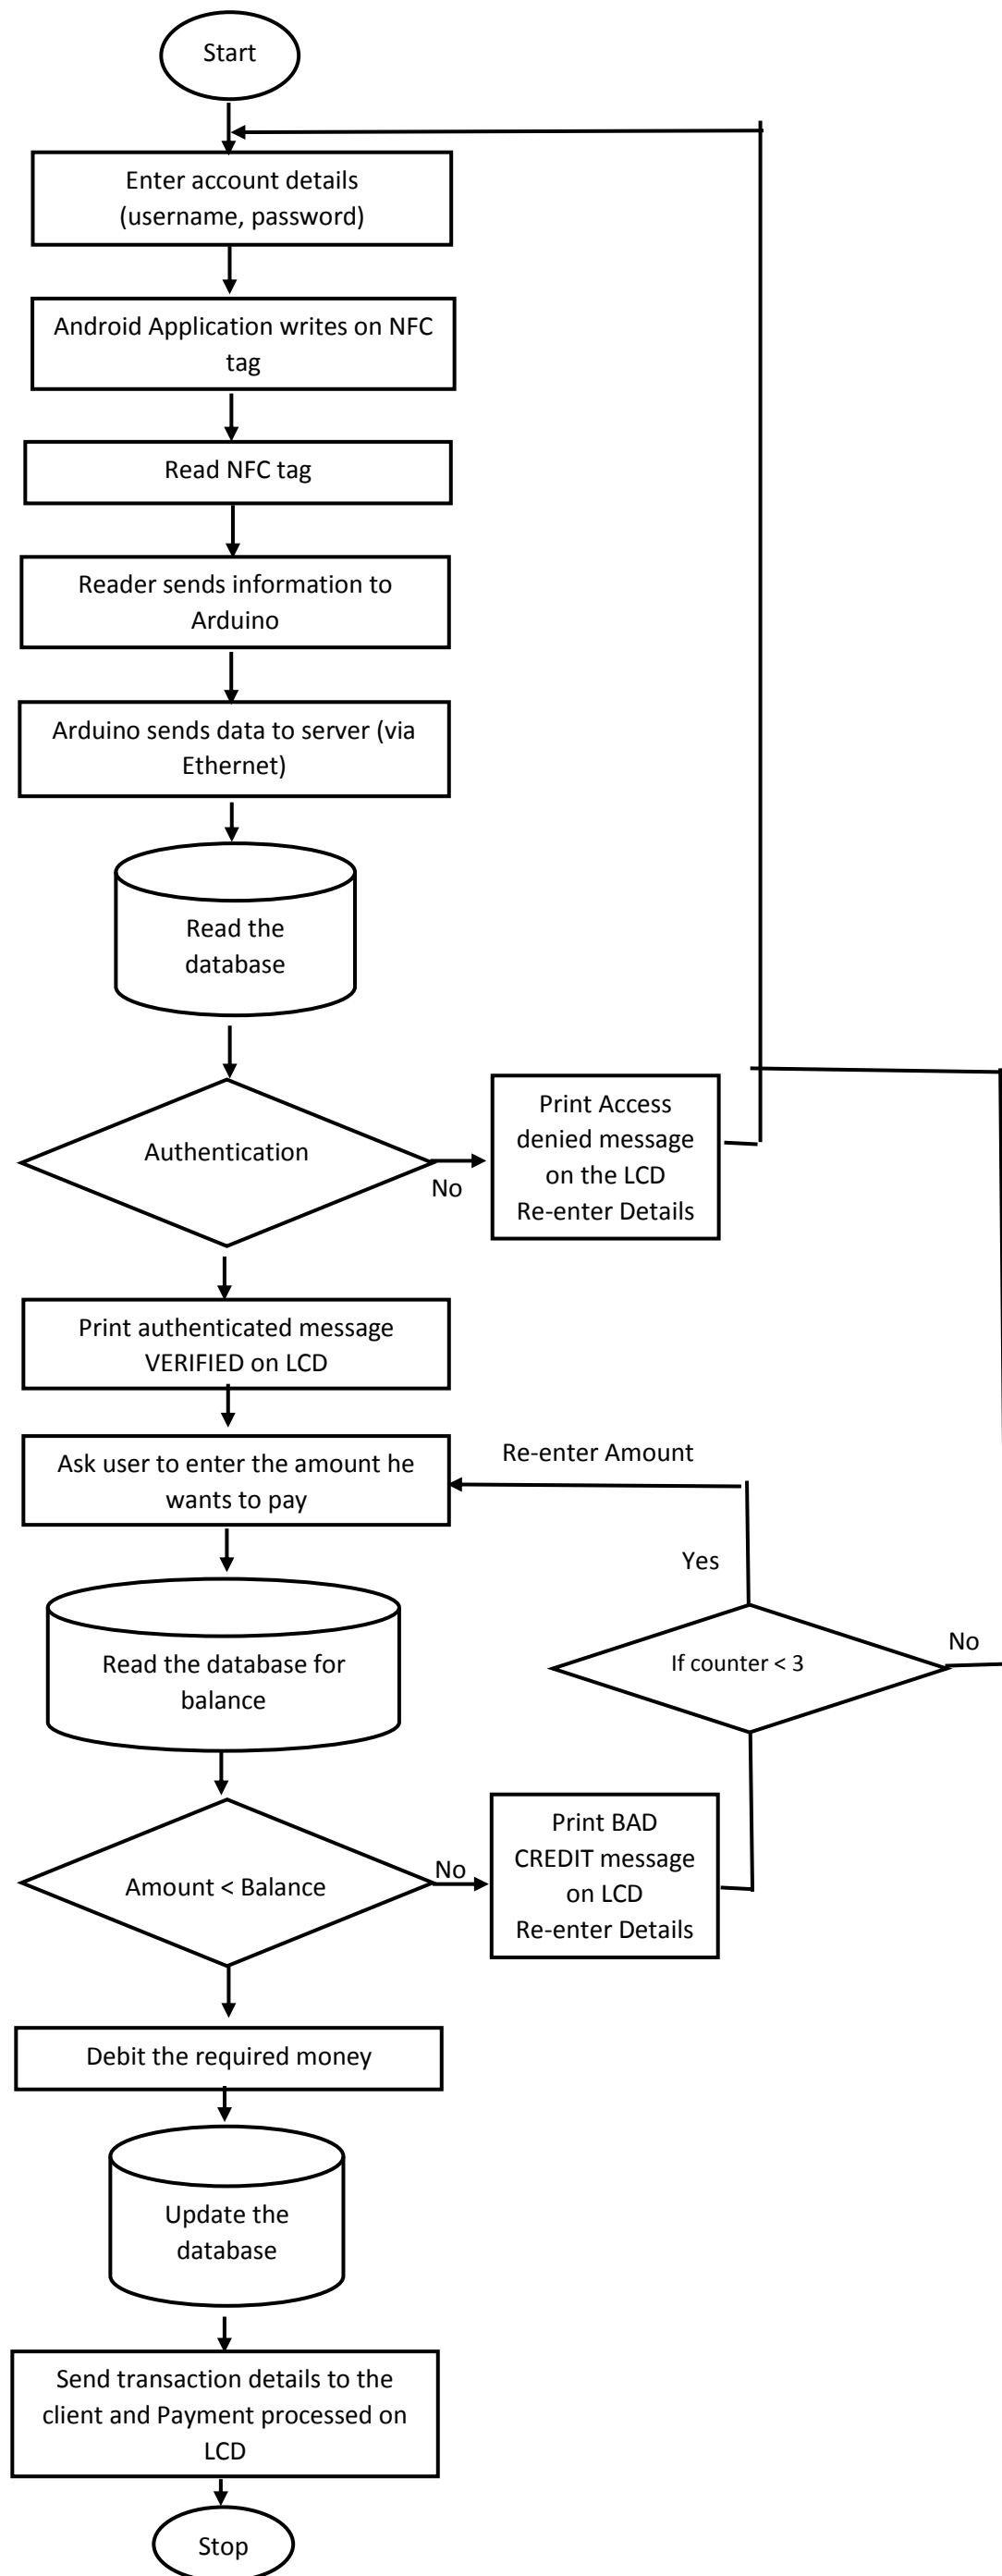 Start
Enter account details
(username, password)
Android Application writes on NFC
tag
Read NFC tag
Reader sends information to
Arduino
Arduino sends data to server (via
Ethernet)
Read the
database
Authentication
No
Print Access
denied message
on the LCD
Re-enter Details
Print authenticated message
VERIFIED on LCD
Ask user to enter the amount he
wants to pay
Re-enter Amount
Yes
If counter < 3
No
Read the database for
balance
Amount < Balance
No
Print BAD
CREDIT message
on LCD
Re-enter Details
Debit the required money
Update the
database
Send transaction details to the
client and Payment processed on
LCD
Stop